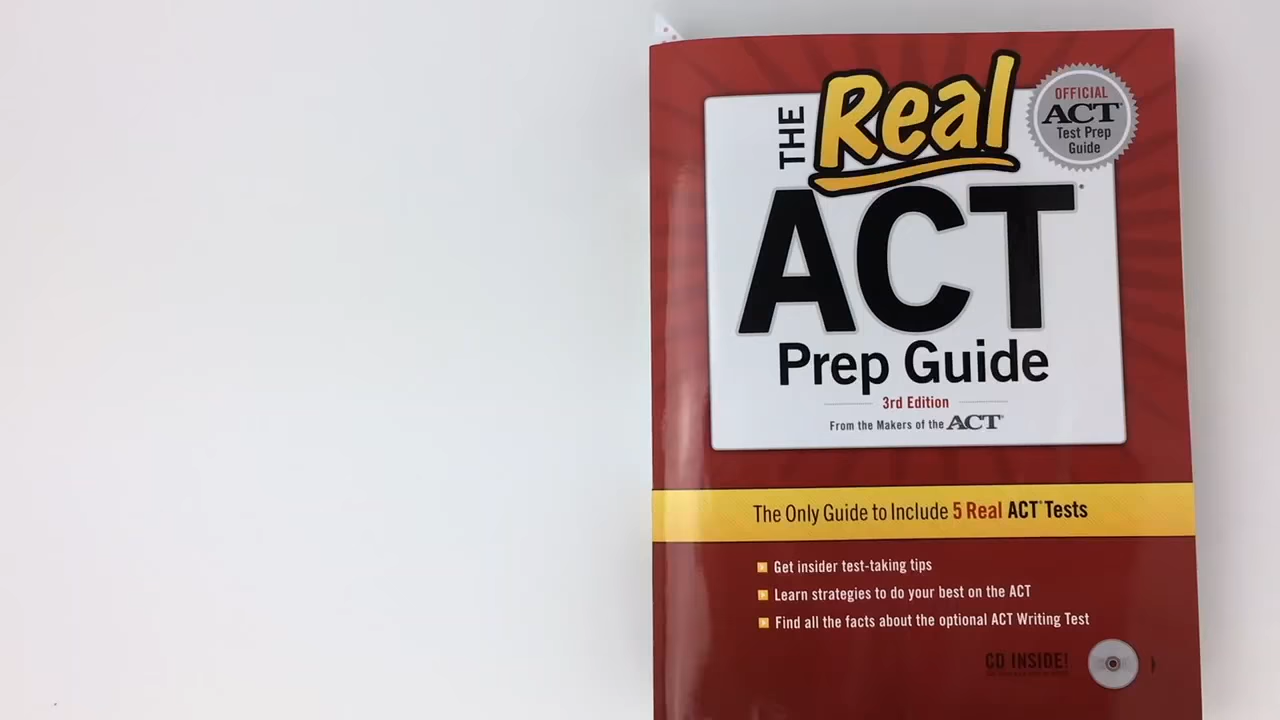 THE Real
ACT
Prep Guide
3rd Edition
From the Makers of the ACT®
OFFICIAL
ACT®
Test Prep
Guide
The Only Guide to Include 5 Real ACT® Tests
Get insider test-taking tips
Learn strategies to do your best on the ACT
Find all the facts about the optional ACT Writing Test
CD INSIDE!